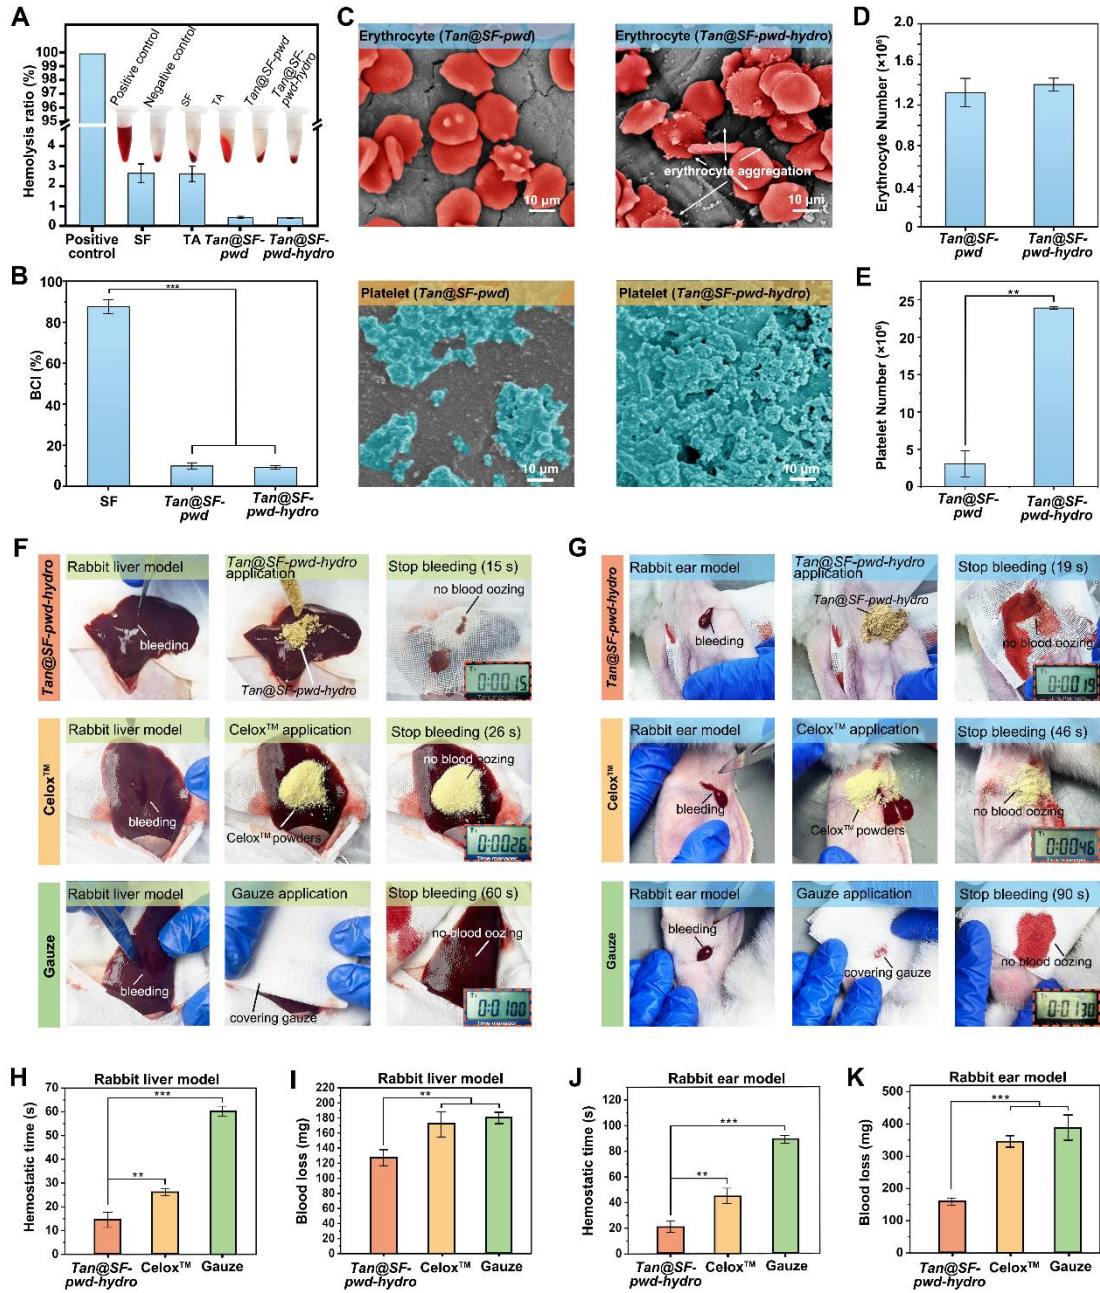 A
Hemolysis ratio (%)
100
99
98
97
96
95
4
3
2
1
0
Positive control
Negative control
SF
TA
Tan@SF-pwd
Tan@SF-
pwd-hydro
Positive
control
SF
TA
Tan@SF-
pwd
Tan@SF-
pwd-hydro
B
BCI (%)
100
80
60
40
20
0
***
SF
Tan@SF-
pwd
Tan@SF-
pwd-hydro
C
Erythrocyte (Tan@SF-pwd)
10 μm
Erythrocyte (Tan@SF-pwd-hydro)
erythrocyte aggregation
10 μm
Platelet (Tan@SF-pwd)
10 μm
Platelet (Tan@SF-pwd-hydro)
10 μm
D
Erythrocyte Number (×10⁶)
2.0
1.6
1.2
0.8
0.4
0
Tan@SF-
pwd
Tan@SF-
pwd-hydro
E
Platelet Number (×10⁶)
25
20
15
10
5
0
**
Tan@SF-
pwd
Tan@SF-
pwd-hydro
F
Tan@SF-pwd-hydro
Rabbit liver model
bleeding
Tan@SF-pwd-hydro
application
Tan@SF-pwd-hydro
Stop bleeding (15 s)
no blood oozing
0:00 15
Celox™
Rabbit liver model
bleeding
Celox™ application
Celox™ powders
Stop bleeding (26 s)
no blood oozing
0:00 26
Time manager
Gauze
Rabbit liver model
bleeding
Gauze application
covering gauze
Stop bleeding (60 s)
no blood oozing
0:01 00
Time manager
G
Tan@SF-pwd-hydro
Rabbit ear model
bleeding
Tan@SF-pwd-hydro
application
Tan@SF-pwd-hydro
Stop bleeding (19 s)
no blood oozing
0:00 19
Celox™
Rabbit ear model
bleeding
Celox™ application
Celox™ powders
Stop bleeding (46 s)
no blood oozing
0:00 46
Gauze
Rabbit ear model
bleeding
Gauze application
covering gauze
Stop bleeding (90 s)
no blood oozing
0:01 30
H
Rabbit liver model
Hemostatic time (s)
70
60
50
40
30
20
10
0
***
**
Tan@SF-
pwd-hydro
Celox™
Gauze
I
Rabbit liver model
Blood loss (mg)
220
200
180
160
140
120
100
80
60
40
20
0
**
Tan@SF-
pwd-hydro
Celox™
Gauze
J
Rabbit ear model
Hemostatic time (s)
120
100
80
60
40
20
0
***
**
Tan@SF-
pwd-hydro
Celox™
Gauze
K
Rabbit ear model
Blood loss (mg)
500
400
300
200
100
0
***
Tan@SF-
pwd-hydro
Celox™
Gauze